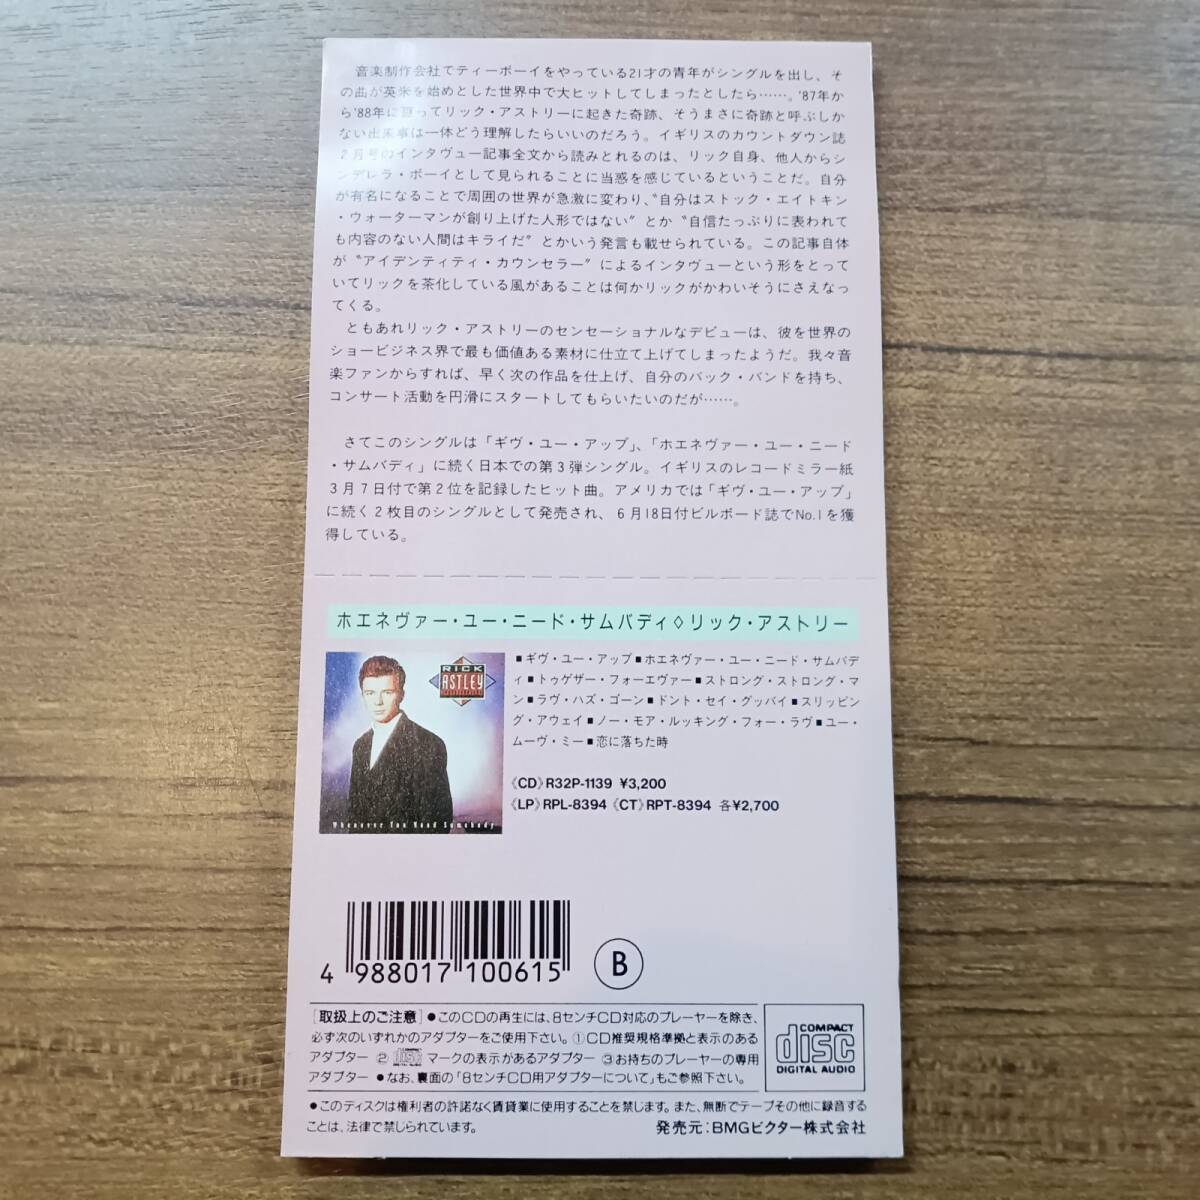 音楽制作会社でティーボーイをやっている21才の青年がシングルを出し、そ
の曲が英米を始めとした世界中で大ヒットしてしまったとしたら……。'87年か
ら'88年に亘ってリック・アストリーに起きた奇跡、そうまさに奇跡と呼ぶしか
ない出来事は一体どう理解したらいいのだろう。イギリスのカウントダウン誌
2月号のインタヴュー記事全文から読みとれるのは、リック自身、他人からシ
ンデレラ・ボーイとして見られることに当惑を感じているということだ。自分
が有名になることで周囲の世界が急激に変わり、〝自分はストック・エイトキン
・ウォーターマンが創り上げた人形ではない〞とか〝自信たっぷりに表われて
も内容のない人間はキライだ〞とかいう発言も載せられている。この記事自体
が〝アイデンティティ・カウンセラー〞によるインタヴューという形をとって
いてリックを茶化している風があることは何かリックがかわいそうにさえなっ
てくる。
ともあれリック・アストリーのセンセーショナルなデビューは、彼を世界の
ショービジネス界で最も価値ある素材に仕立て上げてしまったようだ。我々音
楽ファンからすれば、早く次の作品を仕上げ、自分のバック・バンドを持ち、
コンサート活動を円滑にスタートしてもらいたいのだが……。
さてこのシングルは「ギヴ・ユー・アップ」、「ホエネヴァー・ユー・ニード
・サムバディ」に続く日本での第3弾シングル。イギリスのレコードミラー紙
3月7日付で第2位を記録したヒット曲。アメリカでは「ギヴ・ユー・アップ」
に続く2枚目のシングルとして発売され、6月18日付ビルボード誌でNo.1を獲
得している。
ホエネヴァー・ユー・ニード・サムバディ◇リック・アストリー
RICK
ASTLEY
Whenever You Need Somebody
■ギヴ・ユー・アップ■ホエネヴァー・ユー・ニード・サムバデ
ィ■トゥゲザー・フォーエヴァー■ストロング・ストロング・マ
ン■ラヴ・ハズ・ゴーン■ドント・セイ・グッバイ■スリッピン
グ・アウェイ■ノー・モア・ルッキング・フォー・ラヴ■ユー・
ムーヴ・ミー■恋に落ちた時
《CD》R32P-1139 ¥3,200
《LP》RPL-8394《CT》RPT-8394 各¥2,700
4 988017 100615
B
[取扱上のご注意]●このCDの再生には、8センチCD対応のプレーヤーを除き、
必ず次のいずれかのアダプターをご使用下さい。①CD推奨規格準拠と表示のある
アダプター ② disc マークの表示があるアダプター ③お持ちのプレーヤーの専用
アダプター ●なお、裏面の「8センチCD用アダプターについて」もご参照下さい。
COMPACT
disc
DIGITAL AUDIO
●このディスクは権利者の許諾なく賃貸業に使用することを禁じます。また、無断でテープその他に録音する
ことは、法律で禁じられています。
発売元:BMGビクター株式会社